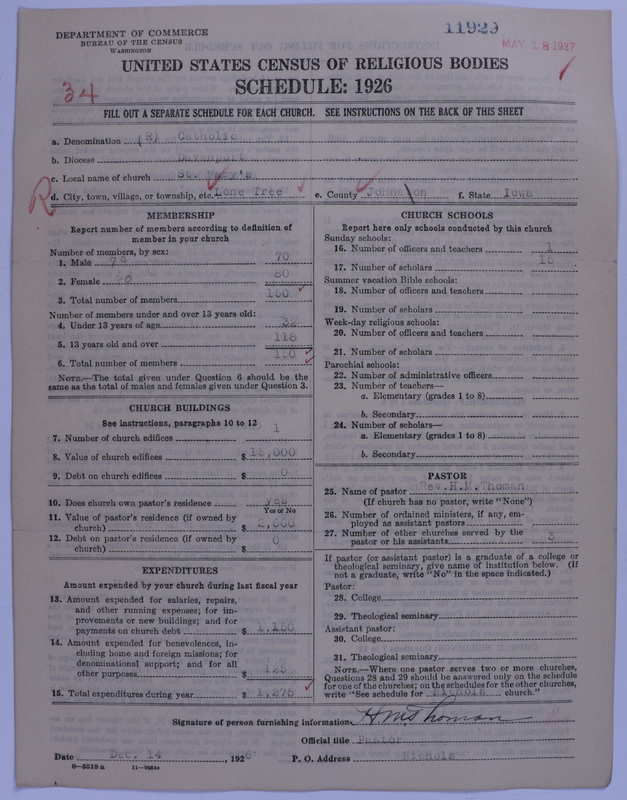 DEPARTMENT OF COMMERCE
BUREAU OF THE CENSUS
WASHINGTON
11929
MAY 18 1927
UNITED STATES CENSUS OF RELIGIOUS BODIES
SCHEDULE: 1926
34
FILL OUT A SEPARATE SCHEDULE FOR EACH CHURCH. SEE INSTRUCTIONS ON THE BACK OF THIS SHEET
a. Denomination (R) Catholic
b. Diocese Davenport
c. Local name of church St. Mary's
R
d. City, town, village, or township, etc. Lone Tree e. County Johnston f. State Iowa
MEMBERSHIP
Report number of members according to definition of
member in your church
Number of members, by sex:
1. Male 70 70
2. Female 80
3. Total number of members 150
Number of members under and over 13 years old:
4. Under 13 years of age 32
5. 13 years old and over 118
6. Total number of members 150
NOTE.—The total given under Question 6 should be the
same as the total of males and females given under Question 3.
CHURCH BUILDINGS
See instructions, paragraphs 10 to 12
7. Number of church edifices 1
8. Value of church edifices $ 15,000
9. Debt on church edifices $ 0
10. Does church own pastor's residence Yes
Yes or No
11. Value of pastor's residence (if owned by
church) $ 2,000
12. Debt on pastor's residence (if owned by
church) $ 0
EXPENDITURES
Amount expended by your church during last fiscal year
13. Amount expended for salaries, repairs,
and other running expenses; for im-
provements or new buildings; and for
payments on church debt $ 1,150
14. Amount expended for benevolences, in-
cluding home and foreign missions; for
denominational support; and for all
other purposes $ 125
15. Total expenditures during year $ 1,275
CHURCH SCHOOLS
Report here only schools conducted by this church
Sunday schools:
16. Number of officers and teachers 1
17. Number of scholars 15
Summer vacation Bible schools:
18. Number of officers and teachers
19. Number of scholars
Week-day religious schools:
20. Number of officers and teachers
21. Number of scholars
Parochial schools:
22. Number of administrative officers
23. Number of teachers—
a. Elementary (grades 1 to 8)
b. Secondary
24. Number of scholars—
a. Elementary (grades 1 to 8)
b. Secondary
PASTOR
25. Name of pastor Rev. H.M. Thoman
(If church has no pastor, write "None")
26. Number of ordained ministers, if any, em-
ployed as assistant pastors
27. Number of other churches served by the
pastor or his assistants 3
If pastor (or assistant pastor) is a graduate of a college or
theological seminary, give name of institution below. (If
not a graduate, write "No" in the space indicated.)
Pastor:
28. College
29. Theological seminary
Assistant pastor:
30. College
31. Theological seminary
NOTE.—Where one pastor serves two or more churches,
Questions 28 and 29 should be answered only on the schedule
for one of the churches; on the schedules for the other churches,
write "See schedule for Nichols church."
Signature of person furnishing information HM Thoman
Official title Pastor
Date Dec. 14, 1926 P. O. Address Nichols
8-5518 a 11-9954a